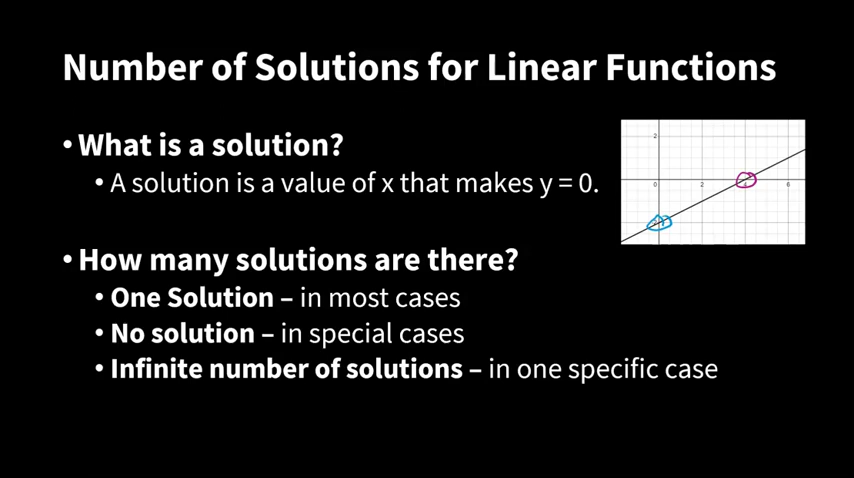 Number of Solutions for Linear Functions
• What is a solution?
• A solution is a value of x that makes y = 0.
2
0 2 4 6
• How many solutions are there?
• One Solution – in most cases
• No solution – in special cases
• Infinite number of solutions – in one specific case